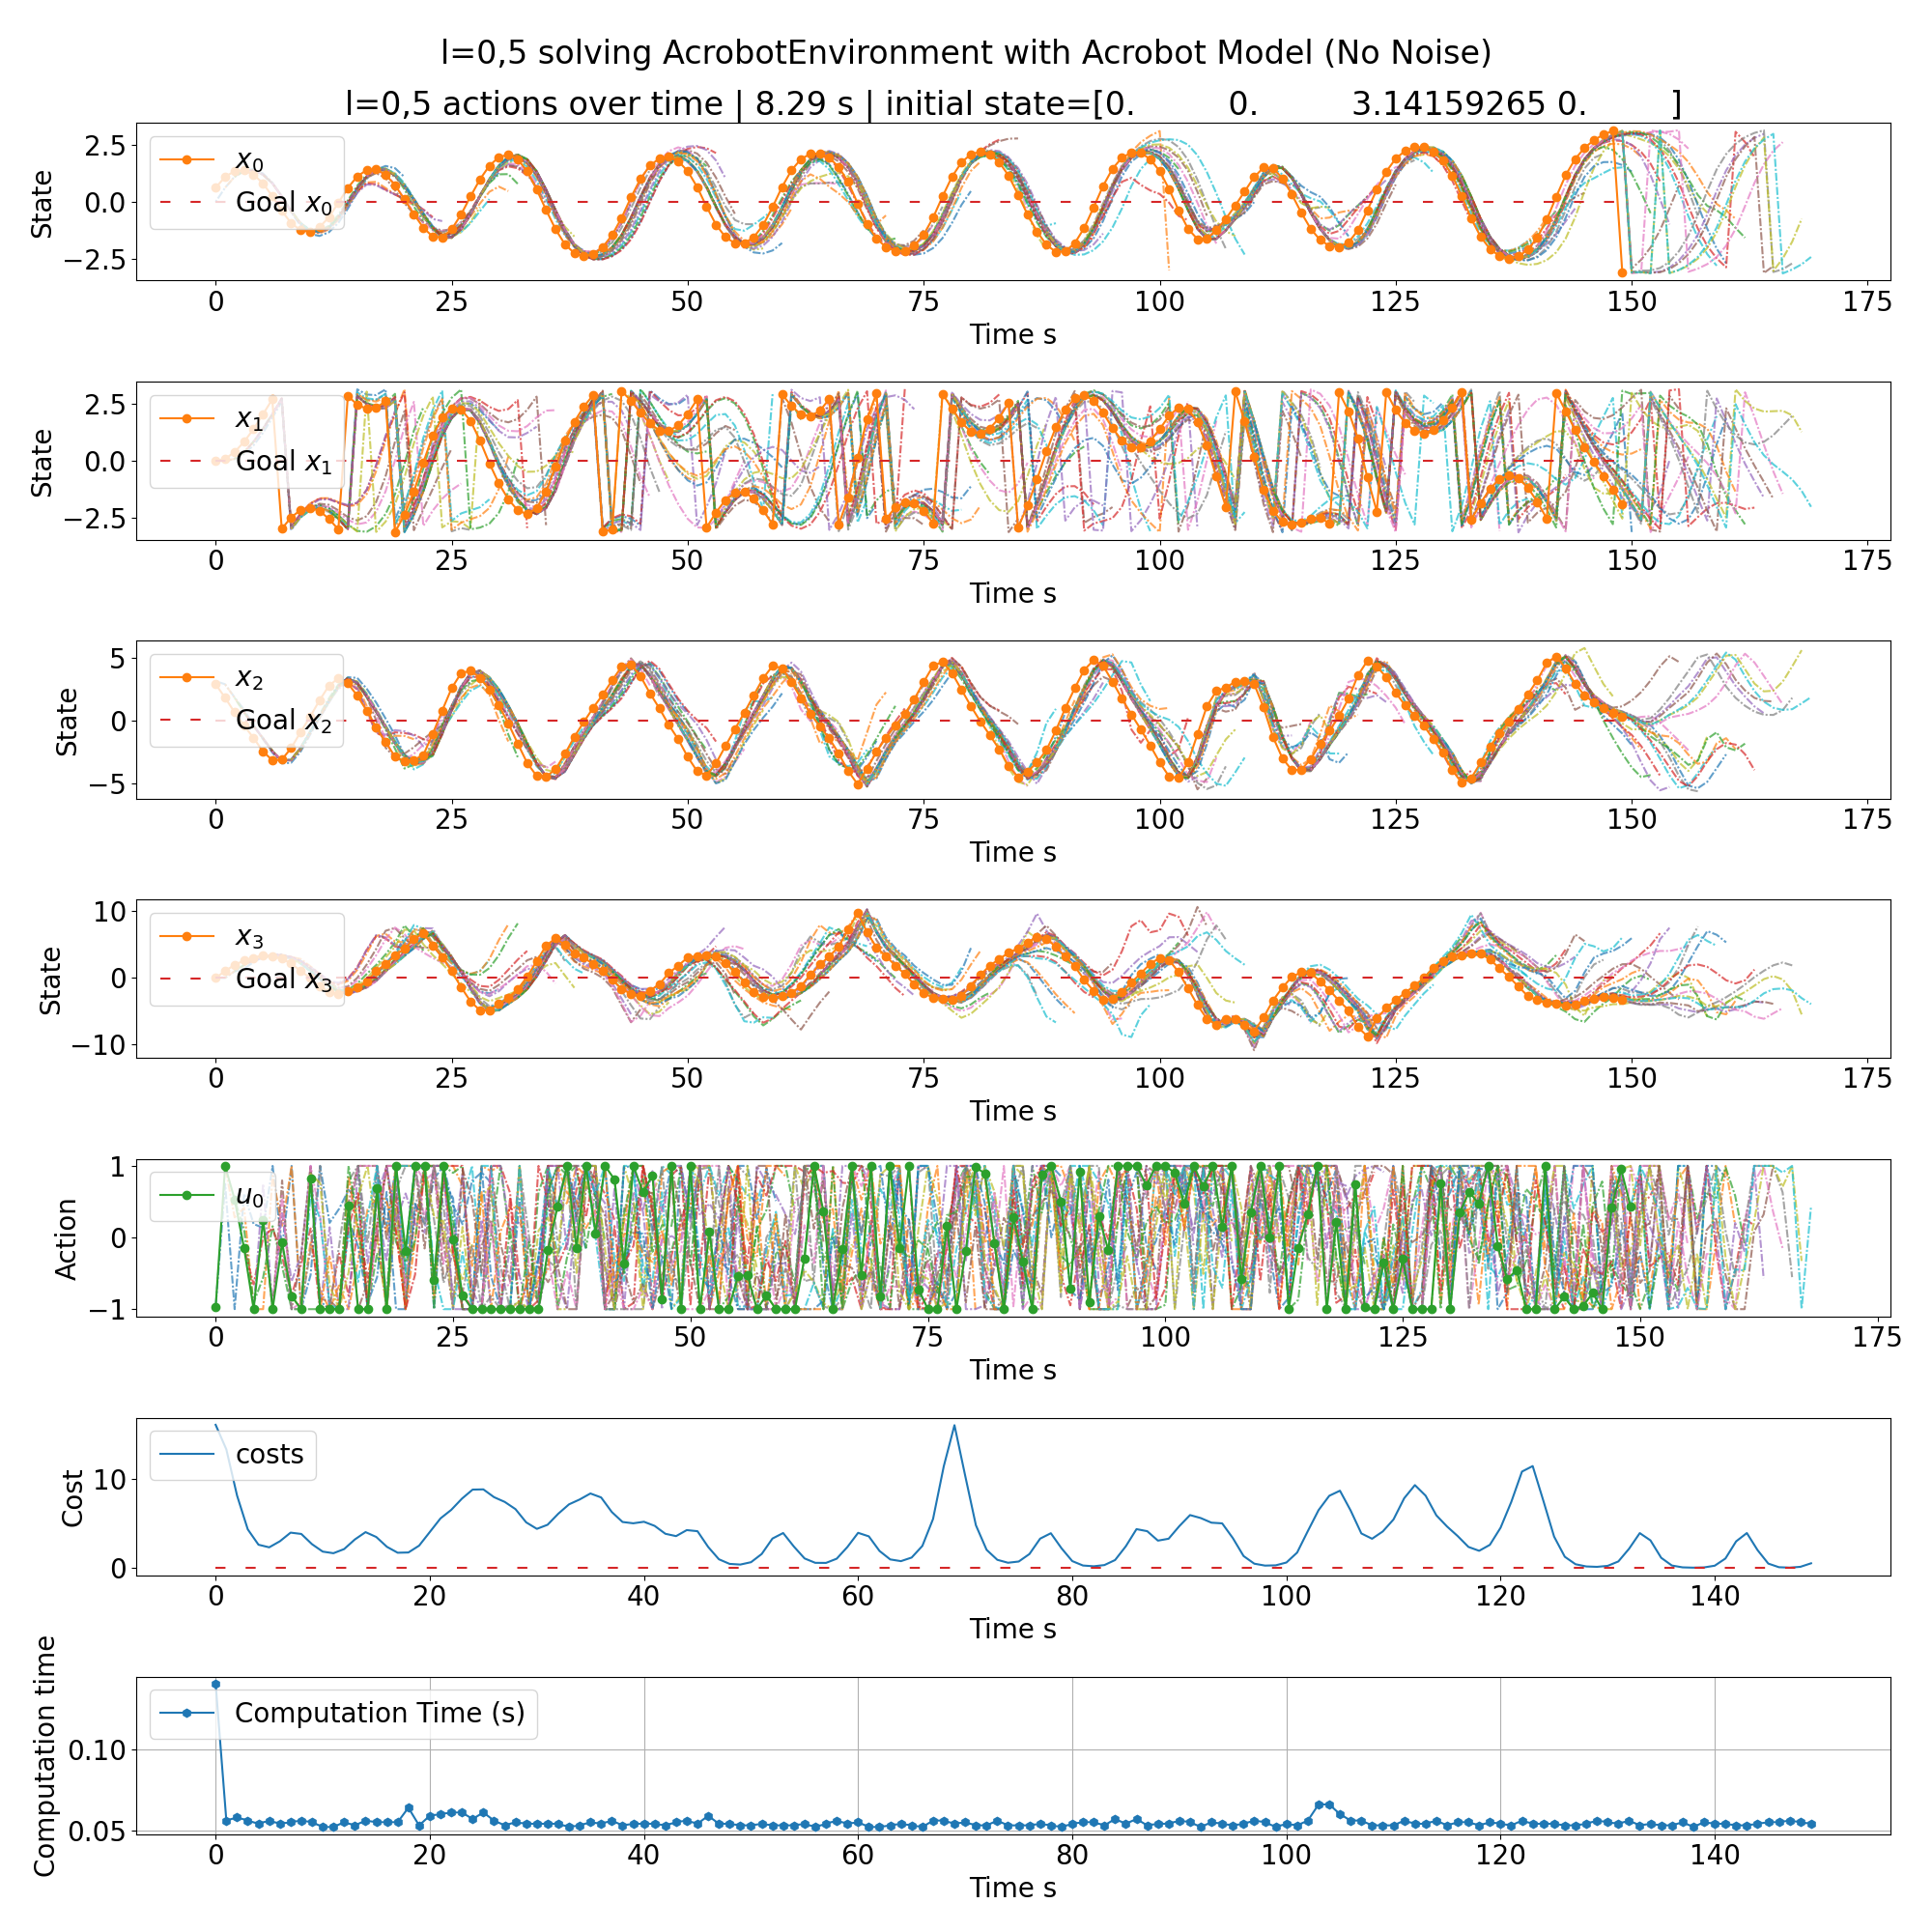 l=0,5 solving AcrobotEnvironment with Acrobot Model (No Noise)
l=0,5 actions over time | 8.29 s | initial state=[0. 0. 3.14159265 0. ]
State
2.5
0.0
−2.5
x0
Goal x0
0 25 50 75 100 125 150 175
Time s
State
2.5
0.0
−2.5
x1
Goal x1
0 25 50 75 100 125 150 175
Time s
State
5
0
−5
x2
Goal x2
0 25 50 75 100 125 150 175
Time s
State
10
0
−10
x3
Goal x3
0 25 50 75 100 125 150 175
Time s
Action
1
0
−1
u0
0 25 50 75 100 125 150 175
Time s
Cost
10
0
costs
0 20 40 60 80 100 120 140
Time s
Computation time
0.10
0.05
Computation Time (s)
0 20 40 60 80 100 120 140
Time s